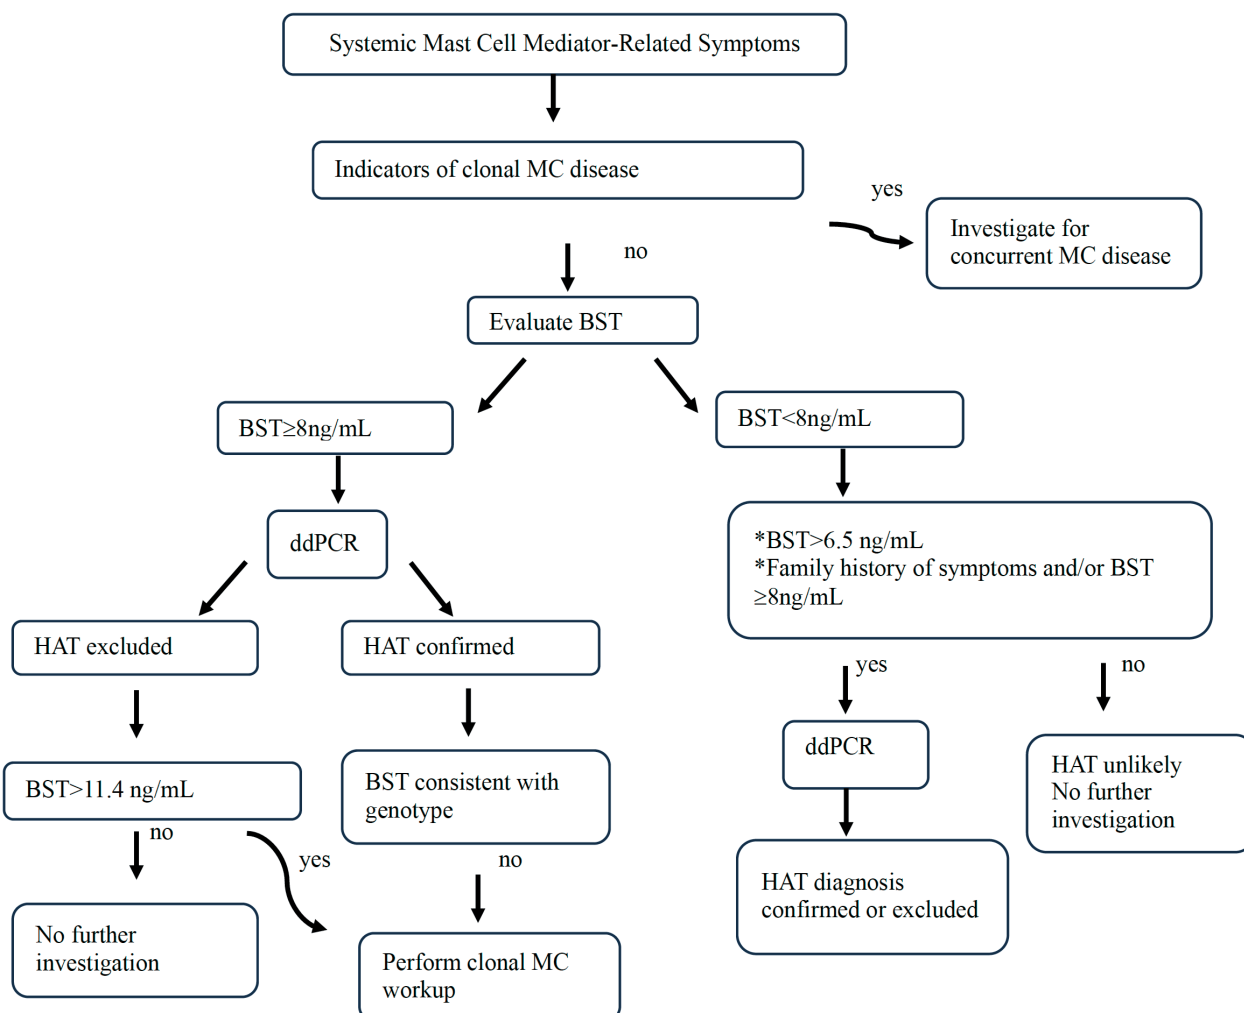 Systemic Mast Cell Mediator-Related Symptoms
Indicators of clonal MC disease
yes
Investigate for
concurrent MC disease
no
Evaluate BST
BST≥8ng/mL
BST<8ng/mL
ddPCR
*BST>6.5 ng/mL
*Family history of symptoms and/or BST
≥8ng/mL
HAT excluded
HAT confirmed
yes
no
ddPCR
HAT unlikely
No further
investigation
BST>11.4 ng/mL
BST consistent with
genotype
no
yes
no
HAT diagnosis
confirmed or excluded
No further
investigation
Perform clonal MC
workup